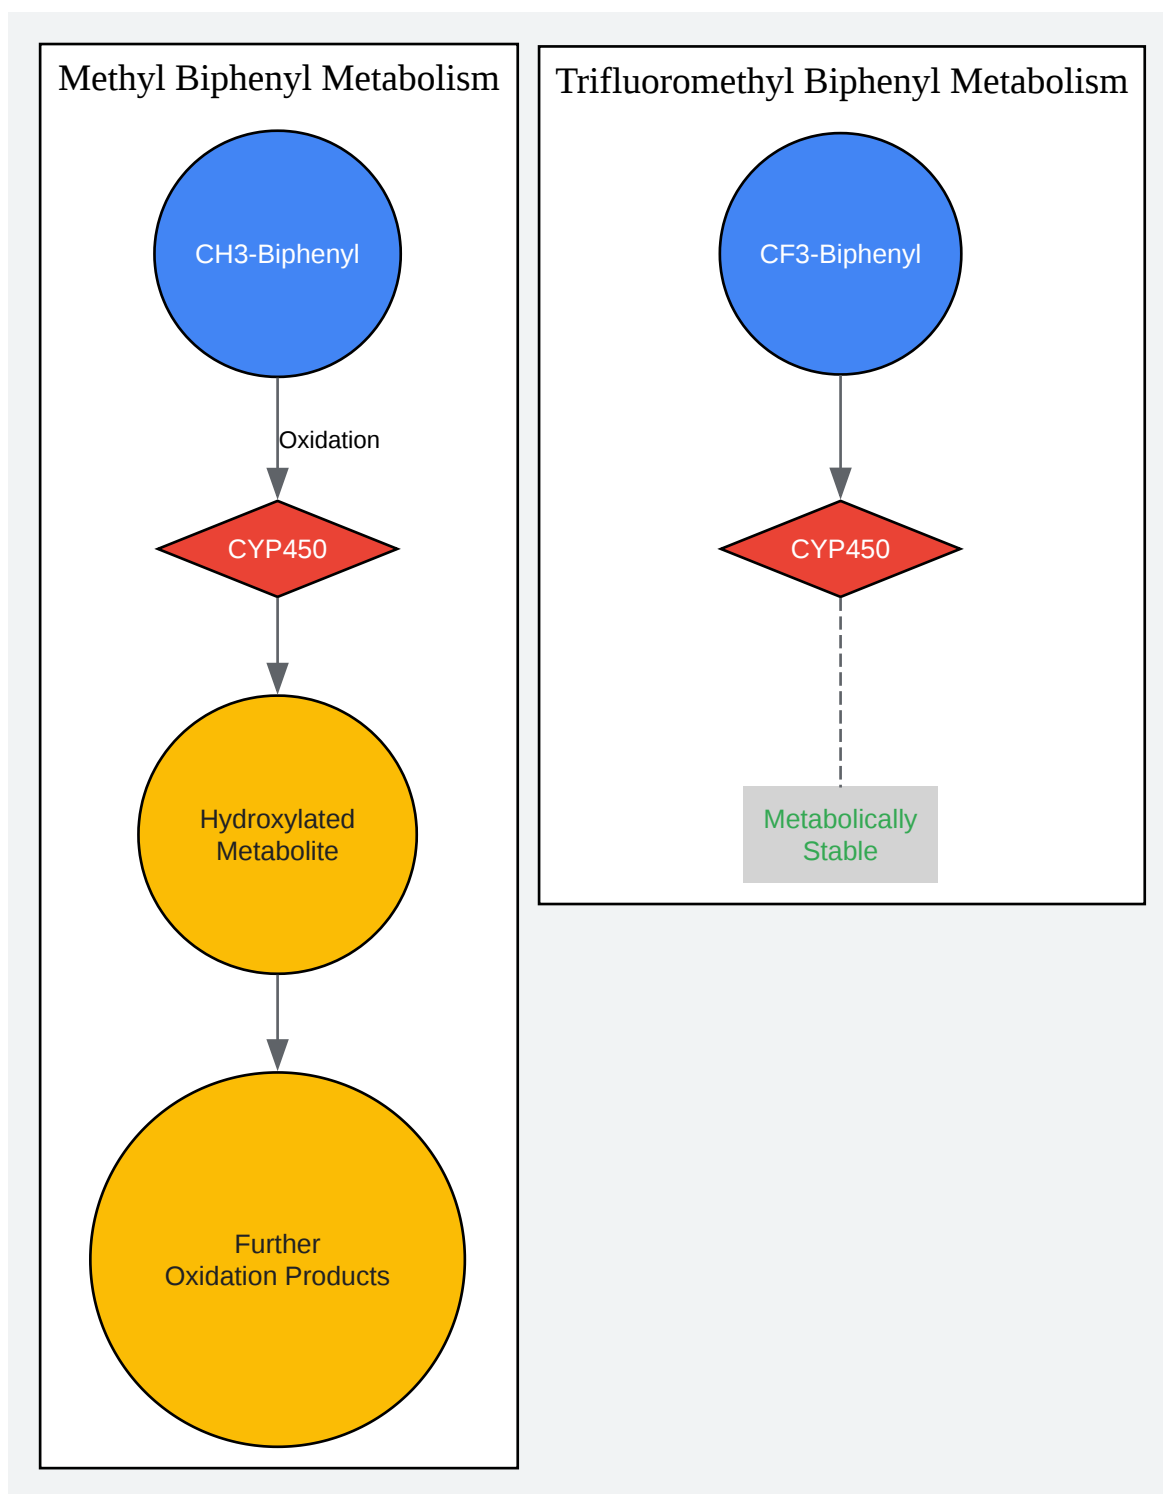 Methyl Biphenyl Metabolism
CH3-Biphenyl
Oxidation
CYP450
Hydroxylated
Metabolite
Further
Oxidation Products
Trifluoromethyl Biphenyl Metabolism
CF3-Biphenyl
CYP450
Metabolically
Stable